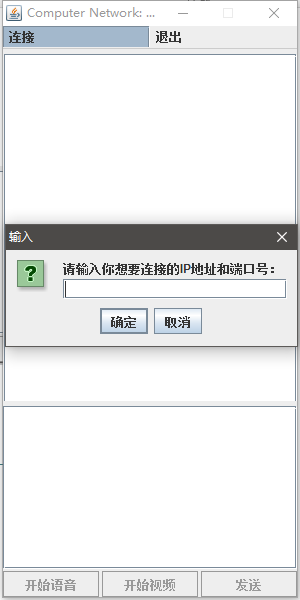 Computer Network: ...
连接 退出
输入
请输入你想要连接的IP地址和端口号：
确定 取消
开始语音 开始视频 发送